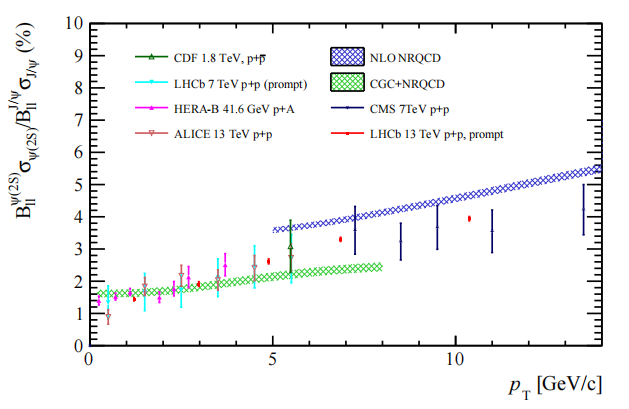 B_ll^ψ(2S) σ_ψ(2S)/B_ll^J/ψ σ_J/ψ (%)
10
9
8
7
6
5
4
3
2
1
0
CDF 1.8 TeV, p+p̅
NLO NRQCD
LHCb 7 TeV p+p (prompt)
CGC+NRQCD
HERA-B 41.6 GeV p+A
CMS 7TeV p+p
ALICE 13 TeV p+p
LHCb 13 TeV p+p, prompt
0 5 10
p_T [GeV/c]